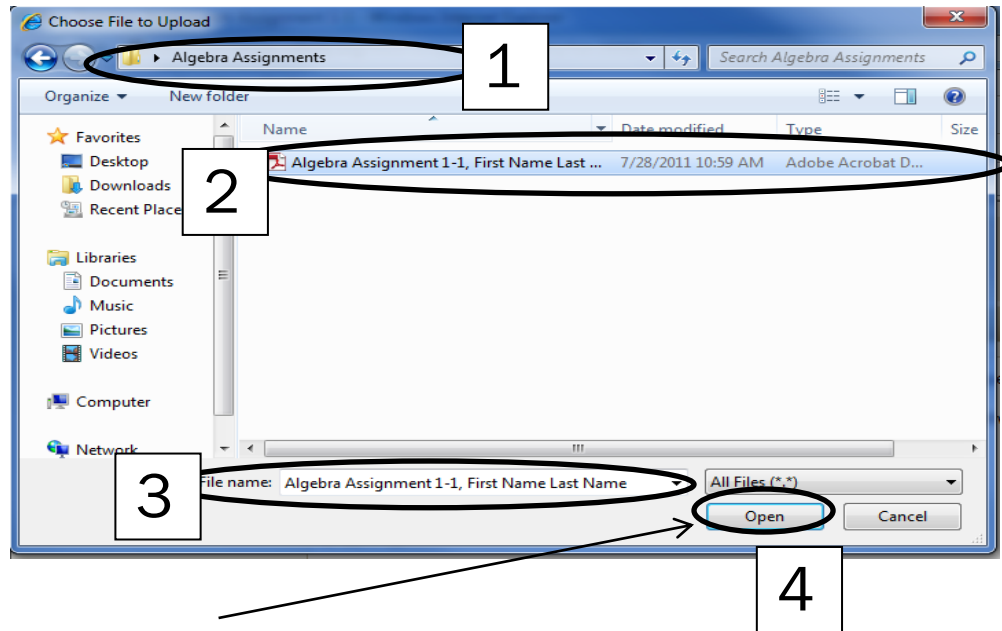 Choose File to Upload
Algebra Assignments
1
Search Algebra Assignments
Organize
New folder
Name
Date modified
Type
Size
Favorites
Desktop
Downloads
Recent Place
2
Algebra Assignment 1-1, First Name Last ...
7/28/2011 10:59 AM
Adobe Acrobat D...
Libraries
Documents
Music
Pictures
Videos
Computer
Network
3
File name:
Algebra Assignment 1-1, First Name Last Name
All Files (*.*)
Open
Cancel
4